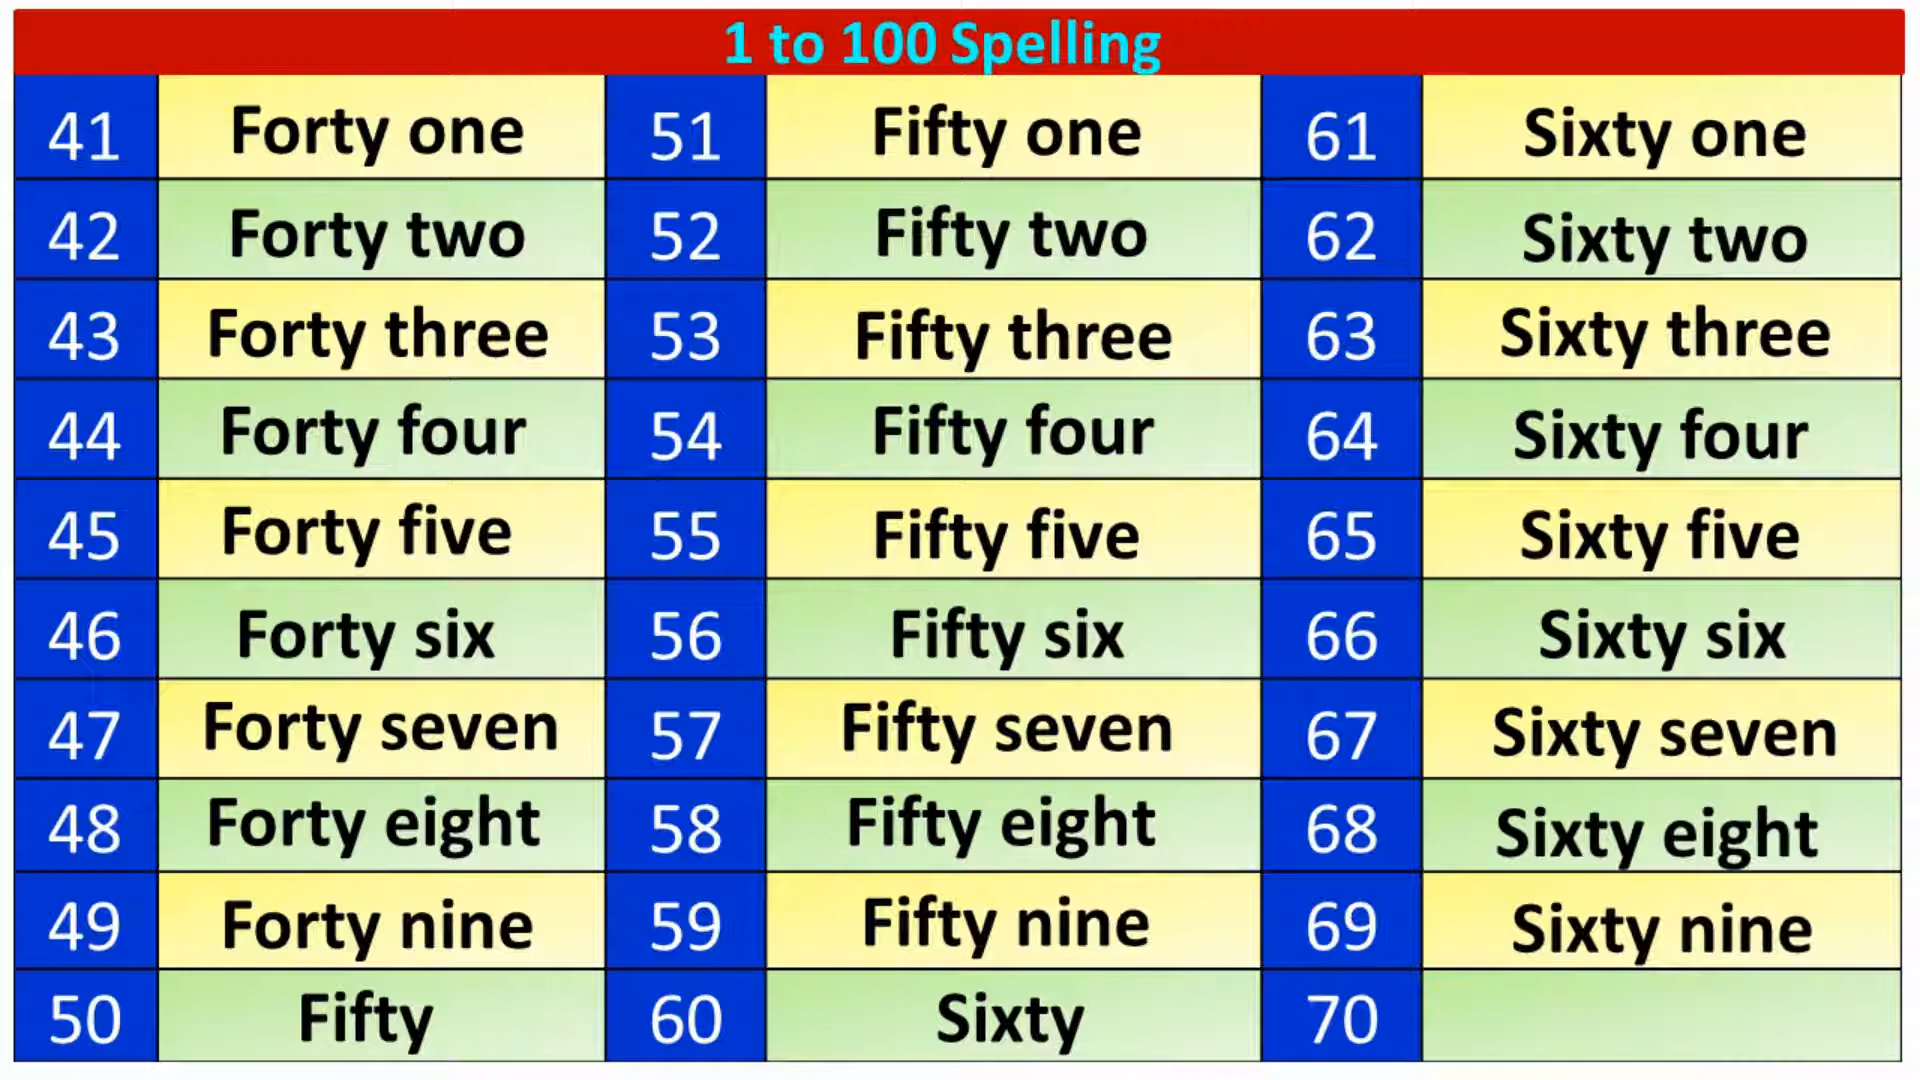 1 to 100 Spelling
41 Forty one 51 Fifty one 61 Sixty one
42 Forty two 52 Fifty two 62 Sixty two
43 Forty three 53 Fifty three 63 Sixty three
44 Forty four 54 Fifty four 64 Sixty four
45 Forty five 55 Fifty five 65 Sixty five
46 Forty six 56 Fifty six 66 Sixty six
47 Forty seven 57 Fifty seven 67 Sixty seven
48 Forty eight 58 Fifty eight 68 Sixty eight
49 Forty nine 59 Fifty nine 69 Sixty nine
50 Fifty 60 Sixty 70